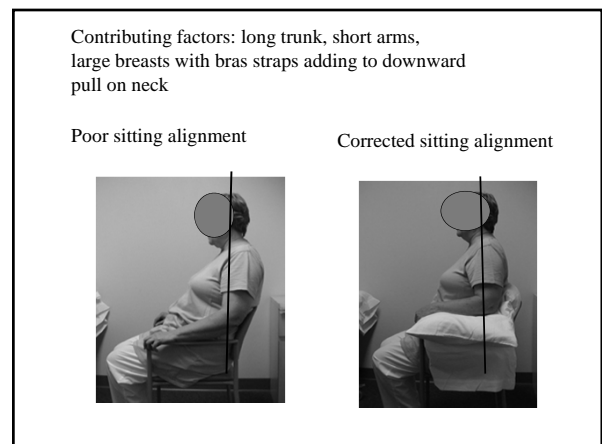 Contributing factors: long trunk, short arms,
large breasts with bras straps adding to downward
pull on neck
Poor sitting alignment
Corrected sitting alignment